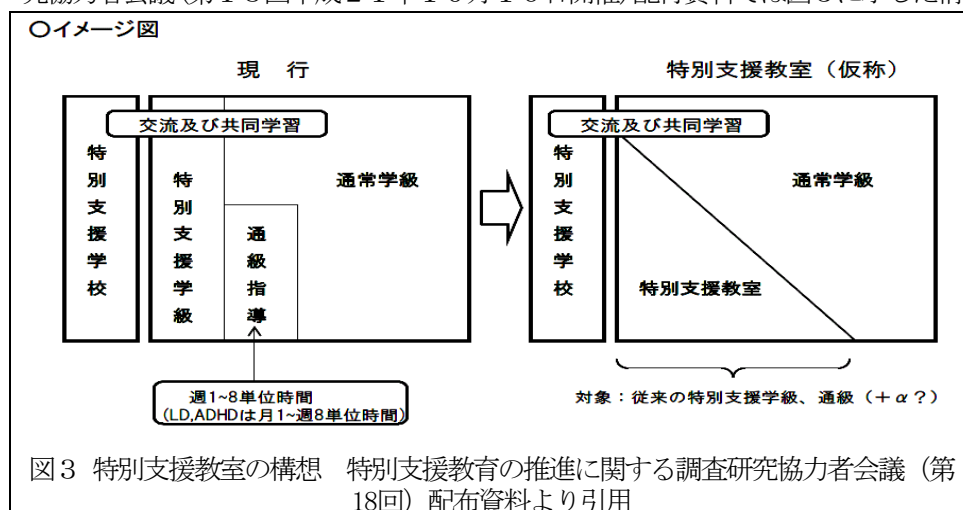 〇イメージ図
現　行
特別支援学校
交流及び共同学習
特別支援学級
通級指導
通常学級
週1~8単位時間
(LD,ADHDは月1~週8単位時間)
特別支援教室（仮称）
特別支援学校
交流及び共同学習
通常学級
特別支援教室
対象：従来の特別支援学級、通級（＋α？）
図３ 特別支援教室の構想　特別支援教育の推進に関する調査研究協力者会議（第
18回）配布資料より引用